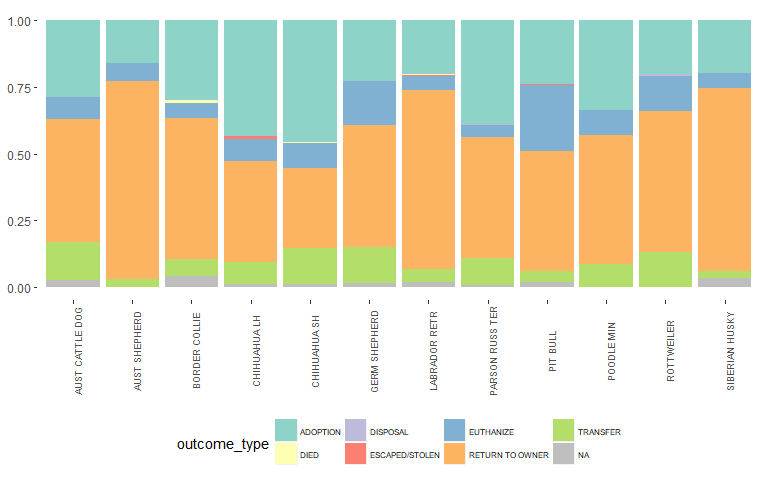 1.00
0.75
0.50
0.25
0.00
AUST CATTLE DOG
AUST SHEPHERD
BORDER COLLIE
CHIHUAHUA LH
CHIHUAHUA SH
GERM SHEPHERD
LABRADOR RETR
PARSON RUSS TER
PIT BULL
POODLE MIN
ROTTWEILER
SIBERIAN HUSKY
outcome_type
ADOPTION
DISPOSAL
EUTHANIZE
TRANSFER
DIED
ESCAPED/STOLEN
RETURN TO OWNER
NA